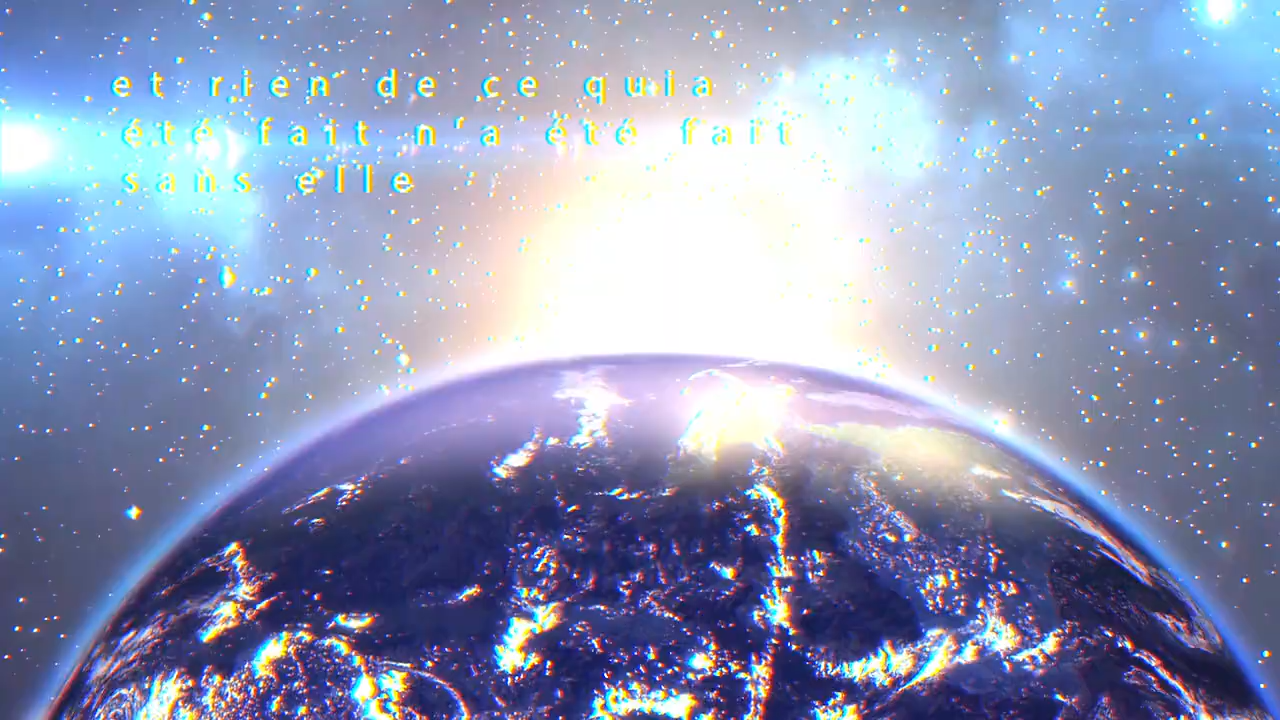 et rien de ce quia
été fait n'a été fait
sans elle